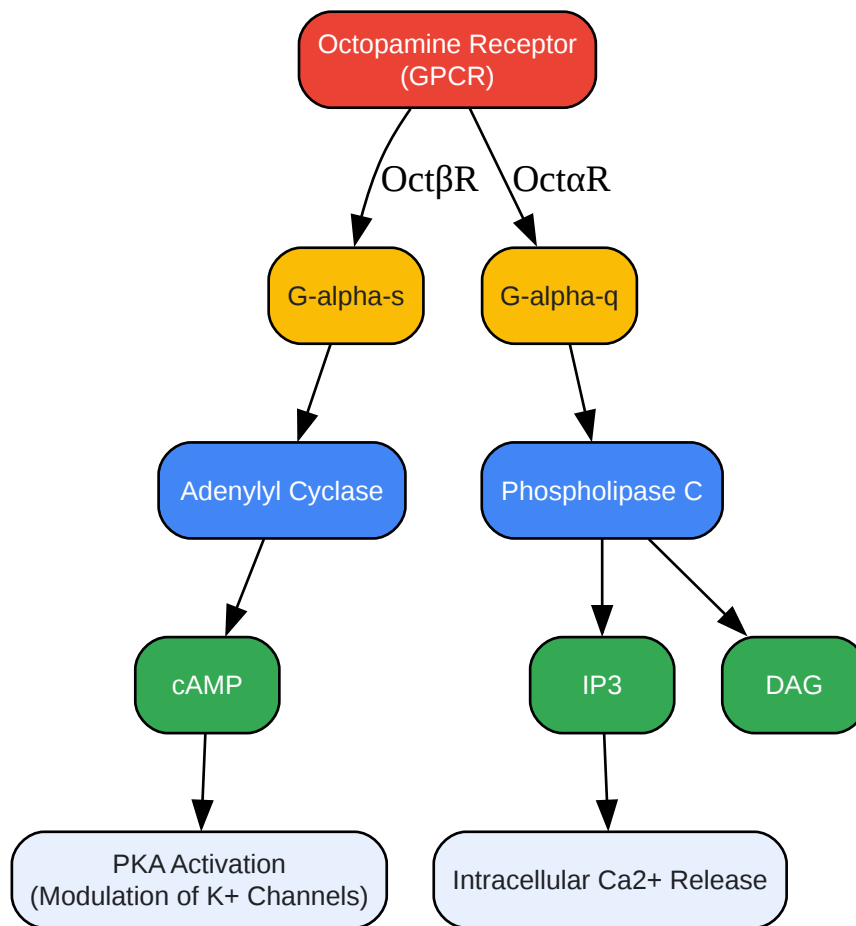 Octopamine Receptor
(GPCR)
OctβR
OctαR
G-alpha-s
G-alpha-q
Adenylyl Cyclase
Phospholipase C
cAMP
IP3
DAG
PKA Activation
(Modulation of K+ Channels)
Intracellular Ca2+ Release